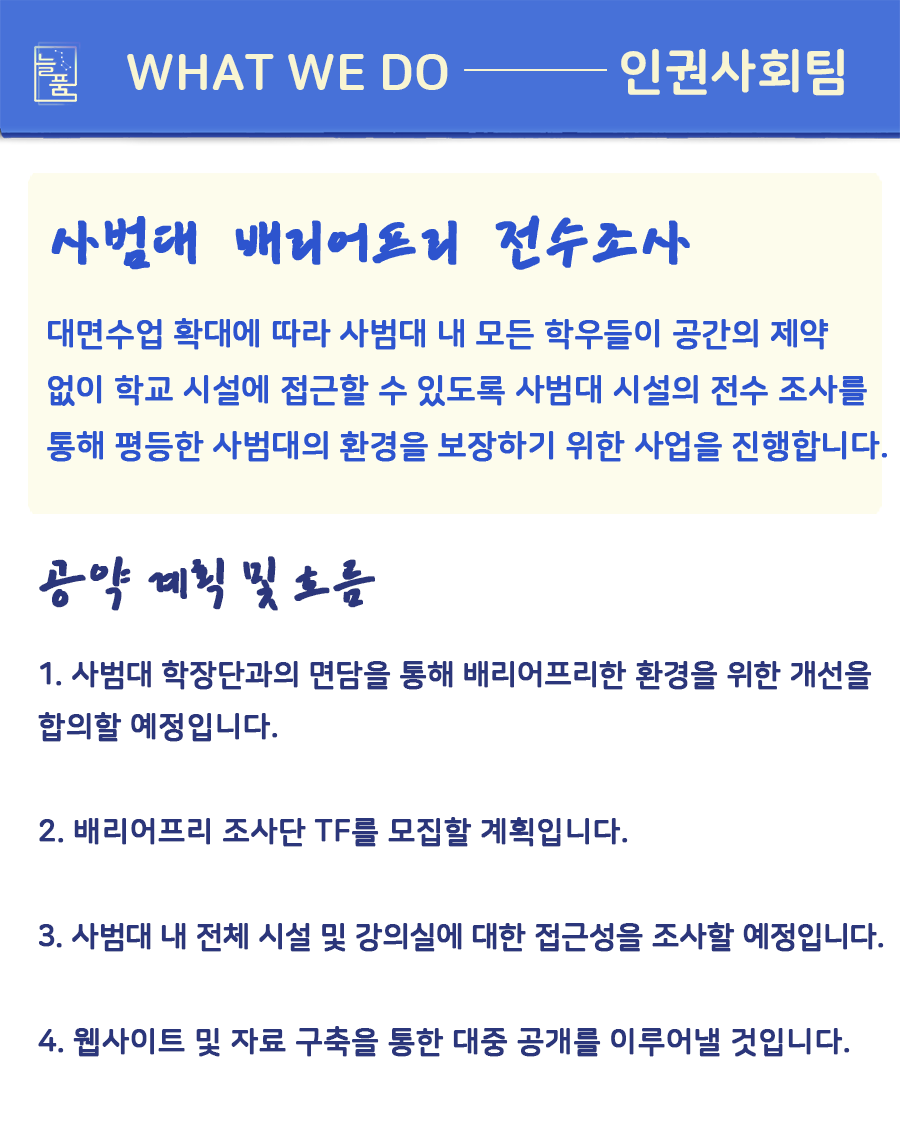 늘품
WHAT WE DO
인권사회팀
사범대 배리어프리 전수조사
대면수업 확대에 따라 사범대 내 모든 학우들이 공간의 제약
없이 학교 시설에 접근할 수 있도록 사범대 시설의 전수 조사를
통해 평등한 사범대의 환경을 보장하기 위한 사업을 진행합니다.
공약 계획 및 흐름
1. 사범대 학장단과의 면담을 통해 배리어프리한 환경을 위한 개선을
합의할 예정입니다.
2. 배리어프리 조사단 TF를 모집할 계획입니다.
3. 사범대 내 전체 시설 및 강의실에 대한 접근성을 조사할 예정입니다.
4. 웹사이트 및 자료 구축을 통한 대중 공개를 이루어낼 것입니다.